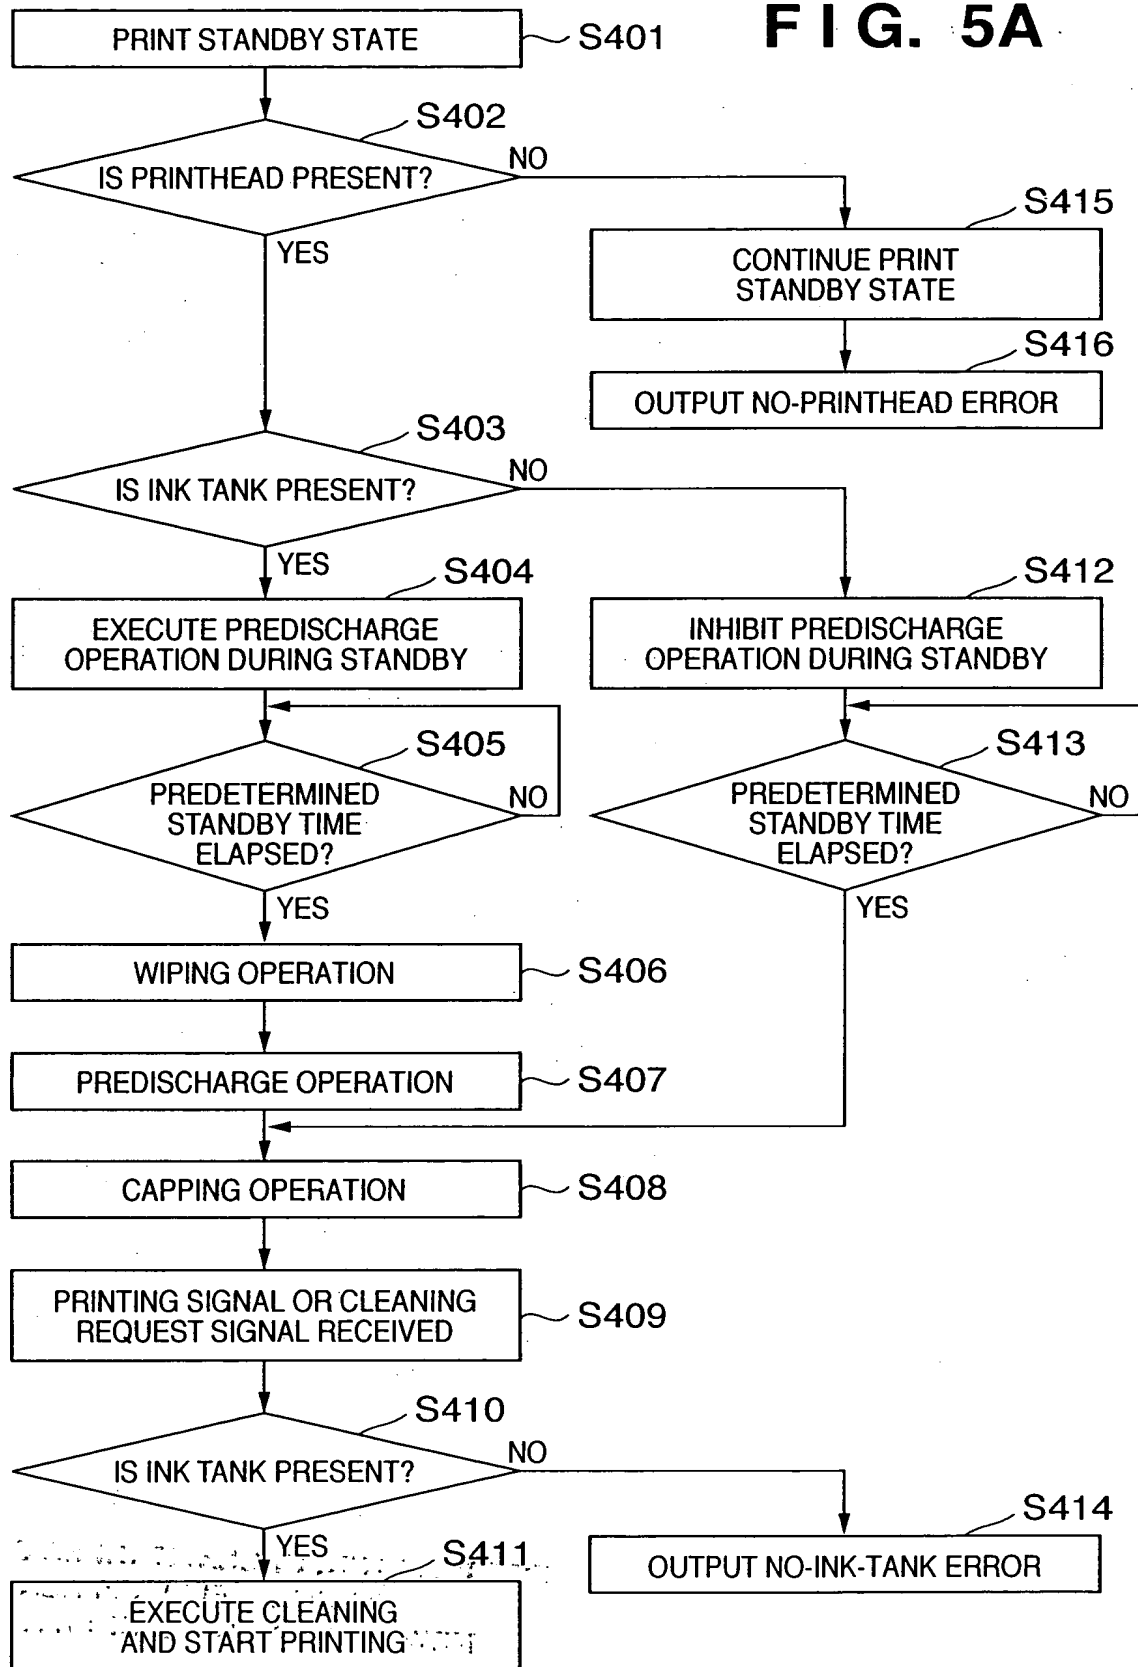 FIG. 5A
PRINT STANDBY STATE
S401
S402
IS PRINTHEAD PRESENT?
NO
YES
S415
CONTINUE PRINT
STANDBY STATE
S416
OUTPUT NO-PRINTHEAD ERROR
S403
IS INK TANK PRESENT?
NO
YES
S404
EXECUTE PREDISCHARGE
OPERATION DURING STANDBY
S412
INHIBIT PREDISCHARGE
OPERATION DURING STANDBY
S405
PREDETERMINED
STANDBY TIME
ELAPSED?
NO
YES
S413
PREDETERMINED
STANDBY TIME
ELAPSED?
NO
YES
WIPING OPERATION
S406
PREDISCHARGE OPERATION
S407
CAPPING OPERATION
S408
PRINTING SIGNAL OR CLEANING
REQUEST SIGNAL RECEIVED
S409
S410
IS INK TANK PRESENT?
NO
YES
S414
OUTPUT NO-INK-TANK ERROR
S411
EXECUTE CLEANING
AND START PRINTING